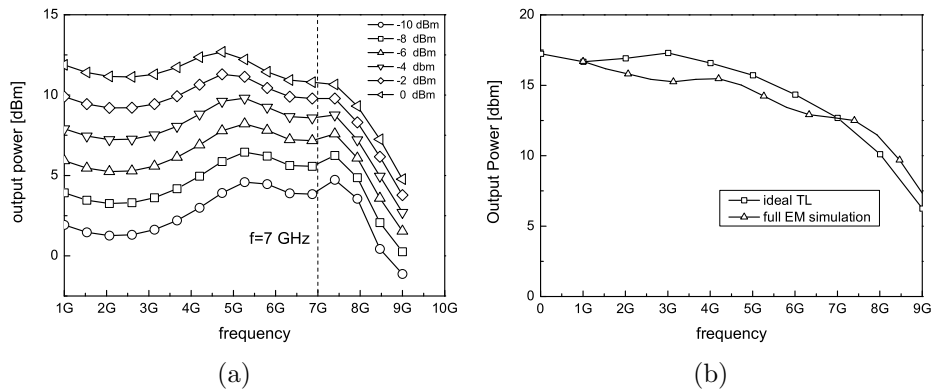 15
10
5
0
output power [dBm]
-10 dBm
-8 dBm
-6 dBm
-4 dBm
-2 dBm
0 dBm
f=7 GHz
1G 2G 3G 4G 5G 6G 7G 8G 9G 10G
frequency
(a)
20
15
10
5
0
Output Power [dbm]
ideal TL
full EM simulation
0 1G 2G 3G 4G 5G 6G 7G 8G 9G
frequency
(b)